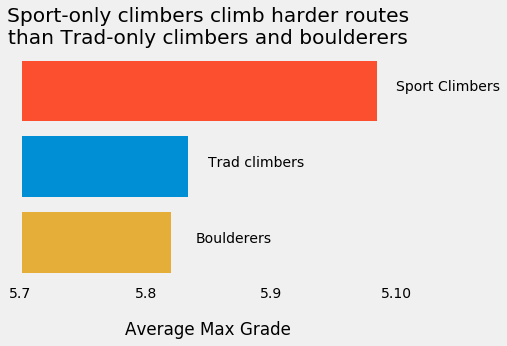 Sport-only climbers climb harder routes
than Trad-only climbers and boulderers
Sport Climbers
Trad climbers
Boulderers
5.7 5.8 5.9 5.10
Average Max Grade